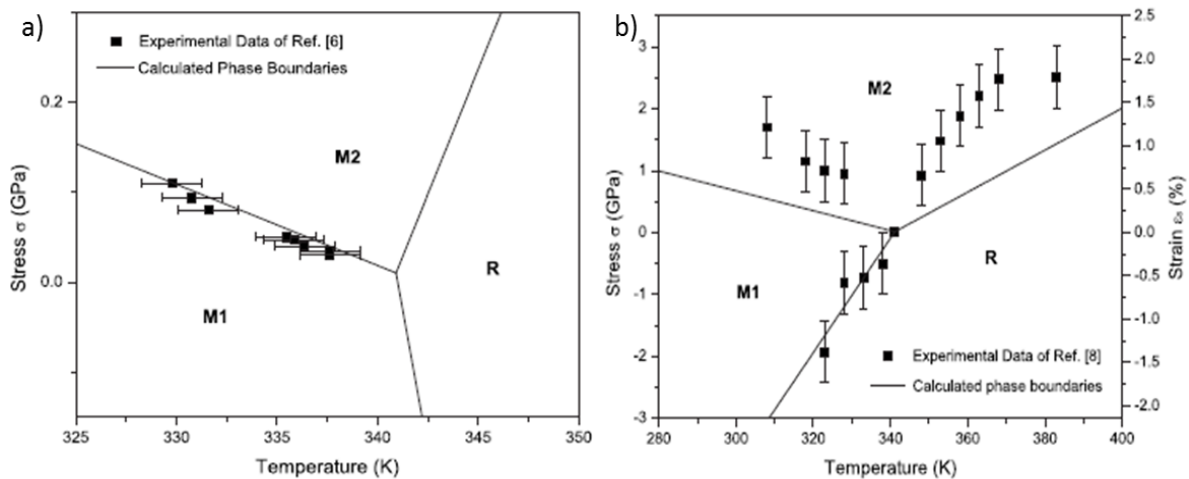 a)
Experimental Data of Ref. [6]
Calculated Phase Boundaries
0.2
0.0
Stress σ (GPa)
M2
M1
R
325
330
335
340
345
350
Temperature (K)
b)
3
2
1
0
-1
-2
-3
Stress σ (GPa)
M2
M1
R
Experimental Data of Ref. [8]
Calculated phase boundaries
2.5
2.0
1.5
1.0
0.5
0.0
-0.5
-1.0
-1.5
-2.0
Strain εs (%)
280
300
320
340
360
380
400
Temperature (K)